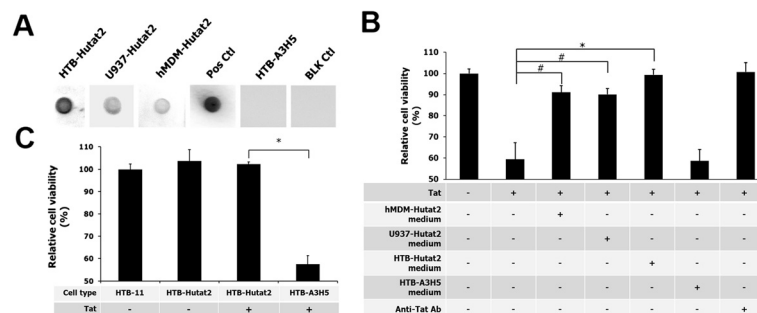 A
HTB-Hutat2
U937-Hutat2
hMDM-Hutat2
Pos Ctl
HTB-A3H5
BLK Ctl
B
Relative cell viability
(%)
110
100
90
80
70
60
50
*
#
#
Tat - + + + + + +
hMDM-Hutat2
medium - - + - - - -
U937-Hutat2
medium - - - + - - -
HTB-Hutat2
medium - - - - + - -
HTB-A3H5
medium - - - - - + -
Anti-Tat Ab - - - - - - +
C
Relative cell viability
(%)
110
100
90
80
70
60
50
*
Cell type HTB-11 HTB-Hutat2 HTB-Hutat2 HTB-A3H5
Tat - - + +